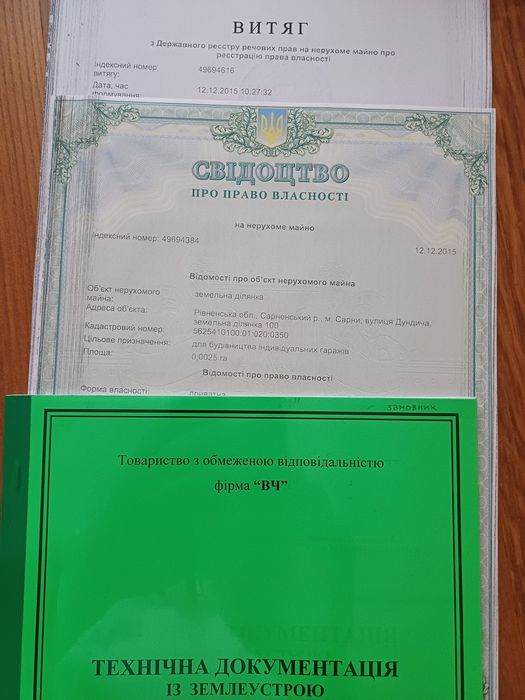 ВИТЯГ
з Державного реєстру речових прав на нерухоме майно про
реєстрацію права власності
Індексний номер 49694616
витягу:
Дата, час 12.12.2015 10:27:32
формування:
СВІДОЦТВО
ПРО ПРАВО ВЛАСНОСТІ
на нерухоме майно
Індексний номер: 49694384
12.12.2015
Відомості про об'єкт нерухомого майна
Об'єкт нерухомого земельна ділянка
майна:
Адреса об'єкта: Рівненська обл., Сарненський р., м. Сарни, вулиця Дундича,
земельна ділянка 100
Кадастровий номер: 5625410100:01:020:0350
Цільове призначення: для будівництва індивідуальних гаражів
Площа: 0,0025 га
Відомості про право власності
Форма власності: приватна
замовник
Товариство з обмеженою відповідальністю
фірма “ВЧ”
ТЕХНІЧНА ДОКУМЕНТАЦІЯ
ІЗ ЗЕМЛЕУСТРОЮ